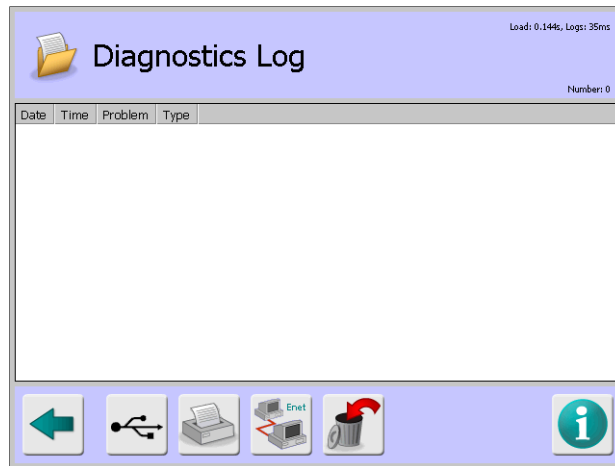 Load: 0.144s, Logs: 35ms
Diagnostics Log
Number: 0
Date Time Problem Type
Enet
i